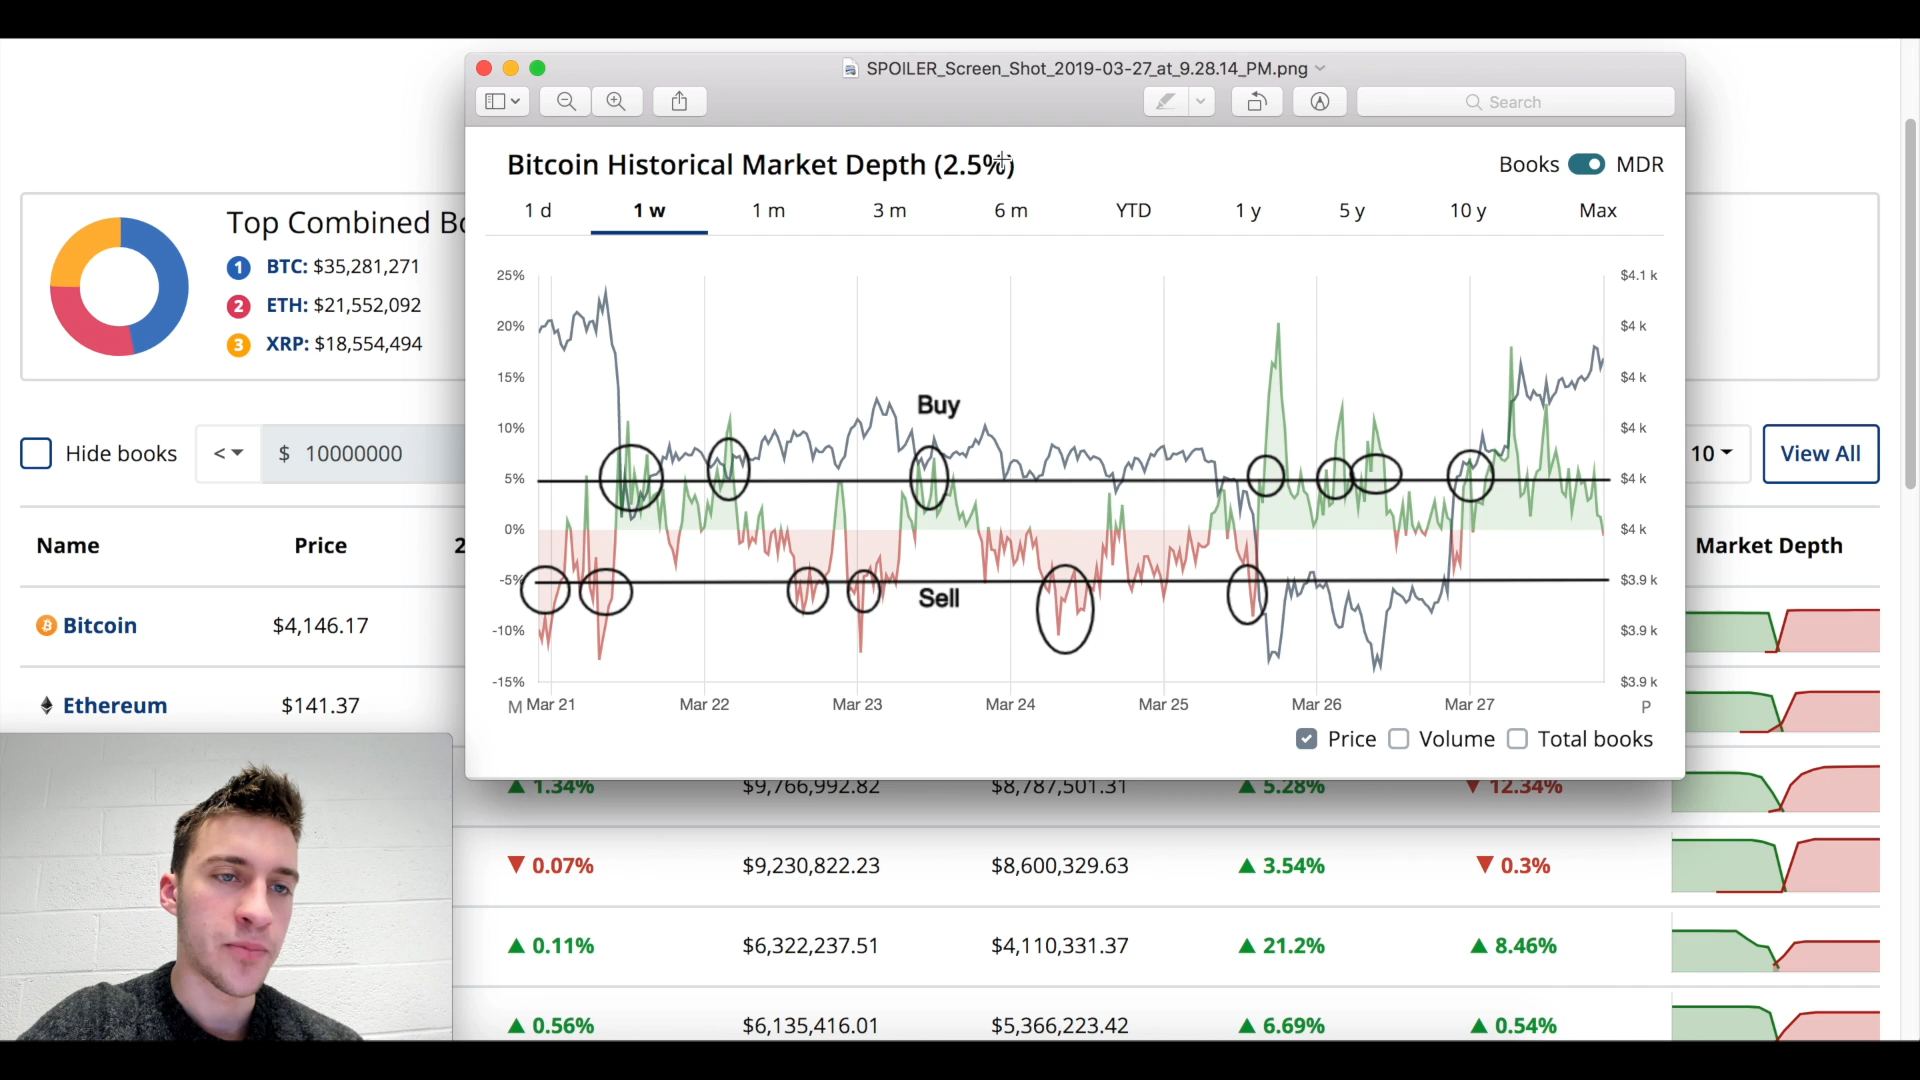 SPOILER_Screen_Shot_2019-03-27_at_9.28.14_PM.png
Search
Bitcoin Historical Market Depth (2.5%)
Books MDR
1 d 1 w 1 m 3 m 6 m YTD 1 y 5 y 10 y Max
25% $4.1 k
20% $4 k
15% $4 k
Buy
10% $4 k
5% $4 k
0% $4 k
-5% $3.9 k
Sell
-10% $3.9 k
-15% $3.9 k
M Mar 21 Mar 22 Mar 23 Mar 24 Mar 25 Mar 26 Mar 27 P
Price Volume Total books
Top Combined Bo
1 BTC: $35,281,271
2 ETH: $21,552,092
3 XRP: $18,554,494
Hide books < $ 10000000 10 View All
Name Price 2 Market Depth
Bitcoin $4,146.17
Ethereum $141.37
1.34% $9,766,992.82 $8,787,501.31 5.28% 12.34%
0.07% $9,230,822.23 $8,600,329.63 3.54% 0.3%
0.11% $6,322,237.51 $4,110,331.37 21.2% 8.46%
0.56% $6,135,416.01 $5,366,223.42 6.69% 0.54%